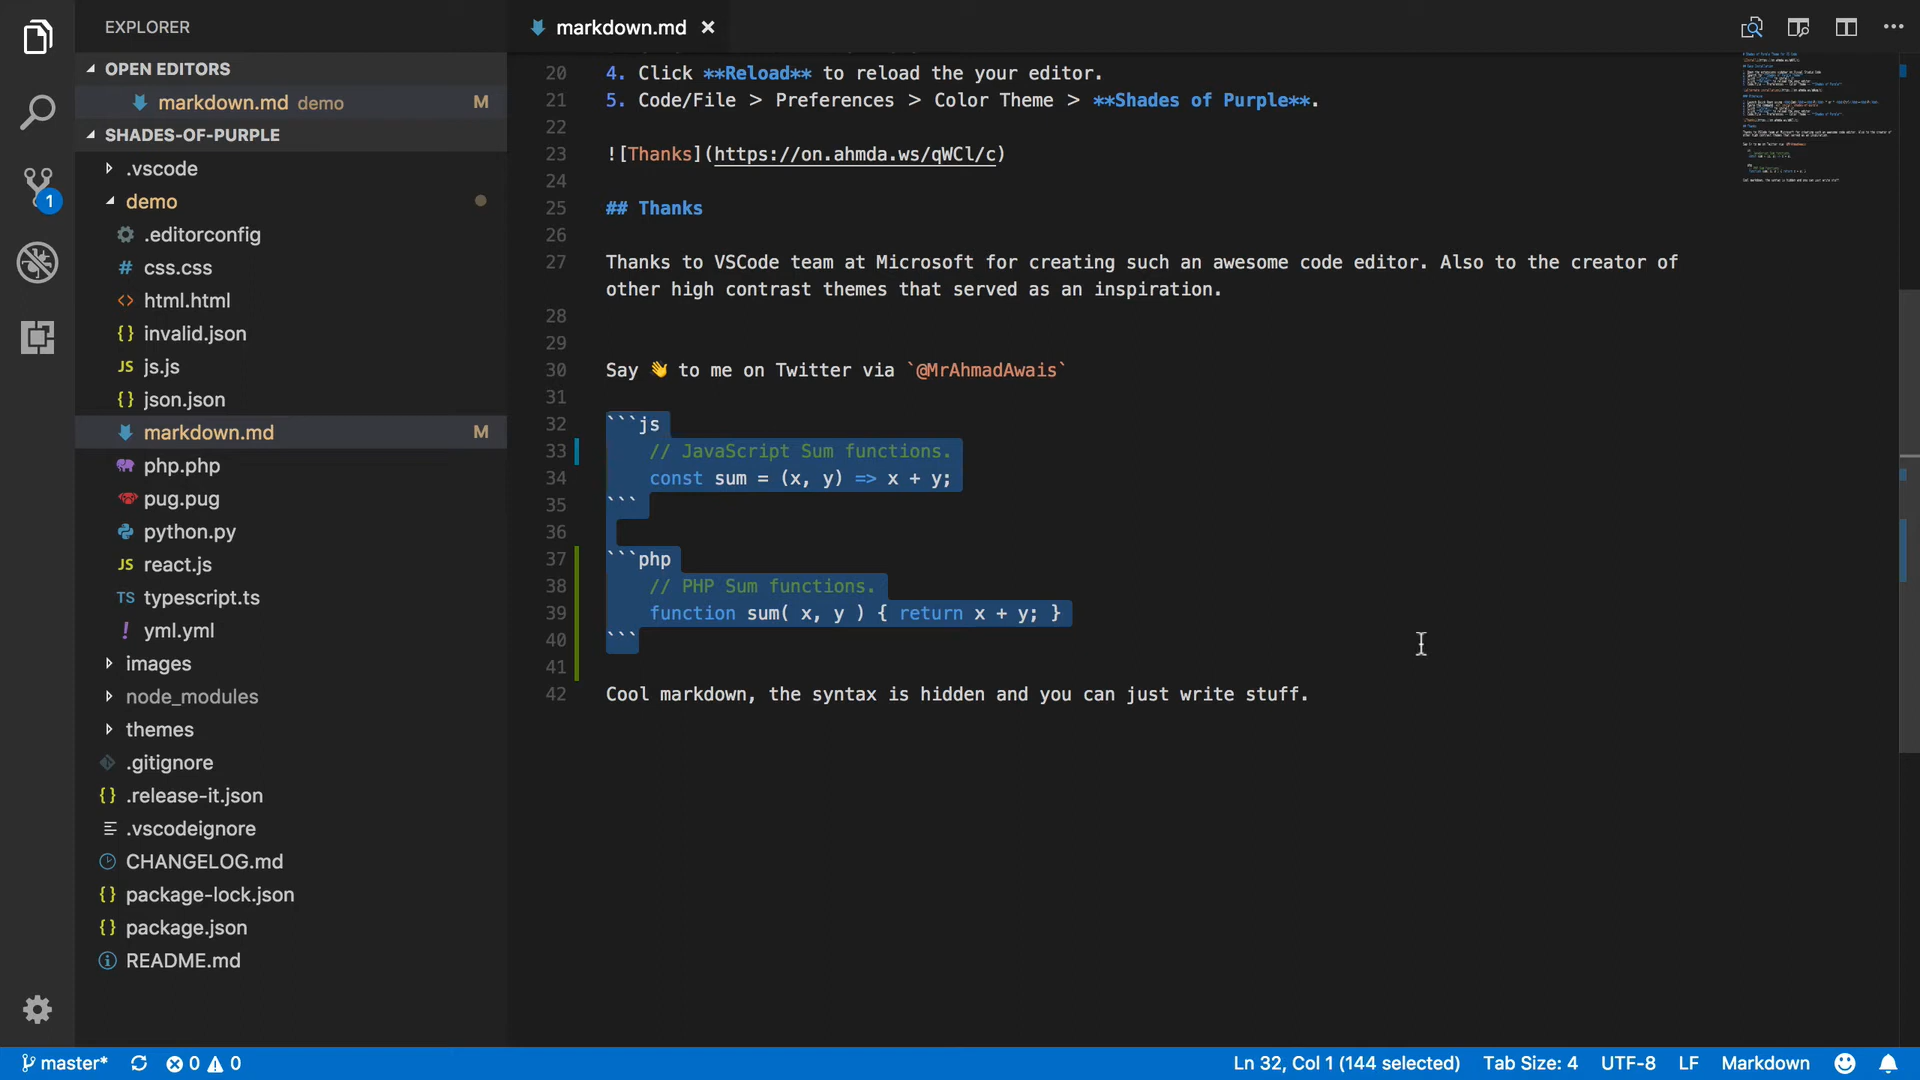 EXPLORER
OPEN EDITORS
markdown.md demo M
SHADES-OF-PURPLE
.vscode
demo
.editorconfig
# css.css
<> html.html
{} invalid.json
JS js.js
{} json.json
markdown.md M
php.php
pug.pug
python.py
JS react.js
TS typescript.ts
! yml.yml
images
node_modules
themes
.gitignore
{} .release-it.json
.vscodeignore
CHANGELOG.md
{} package-lock.json
{} package.json
README.md
1
markdown.md ×
20 4. Click **Reload** to reload the your editor.
21 5. Code/File > Preferences > Color Theme > **Shades of Purple**.
22
23 ![Thanks](https://on.ahmda.ws/qWCl/c)
24
25 ## Thanks
26
27 Thanks to VSCode team at Microsoft for creating such an awesome code editor. Also to the creator of
other high contrast themes that served as an inspiration.
28
29
30 Say 👋 to me on Twitter via `@MrAhmadAwais`
31
32 ```js
33 // JavaScript Sum functions.
34 const sum = (x, y) => x + y;
35 ```
36
37 ```php
38 // PHP Sum functions.
39 function sum( x, y ) { return x + y; }
40 ```
41
42 Cool markdown, the syntax is hidden and you can just write stuff.
master* 0 0 Ln 32, Col 1 (144 selected) Tab Size: 4 UTF-8 LF Markdown